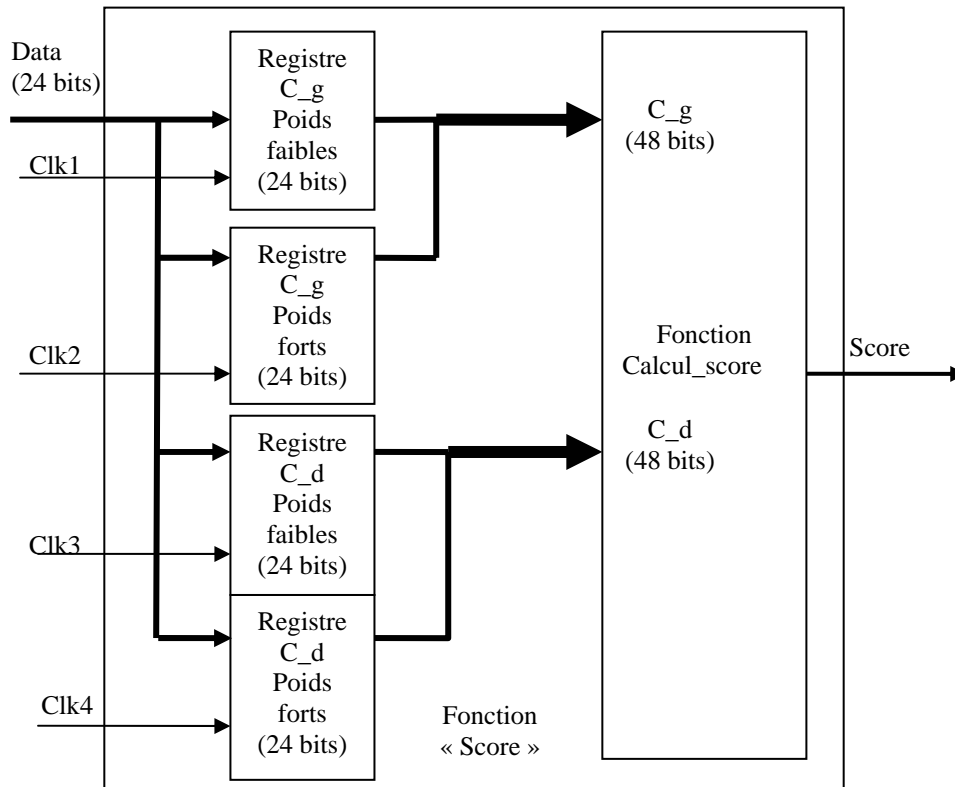 Data
(24 bits)
Clk1
Clk2
Clk3
Clk4
Registre
C_g
Poids
faibles
(24 bits)
Registre
C_g
Poids
forts
(24 bits)
Registre
C_d
Poids
faibles
(24 bits)
Registre
C_d
Poids
forts
(24 bits)
C_g
(48 bits)
Fonction
Calcul_score
C_d
(48 bits)
Fonction
« Score »
Score